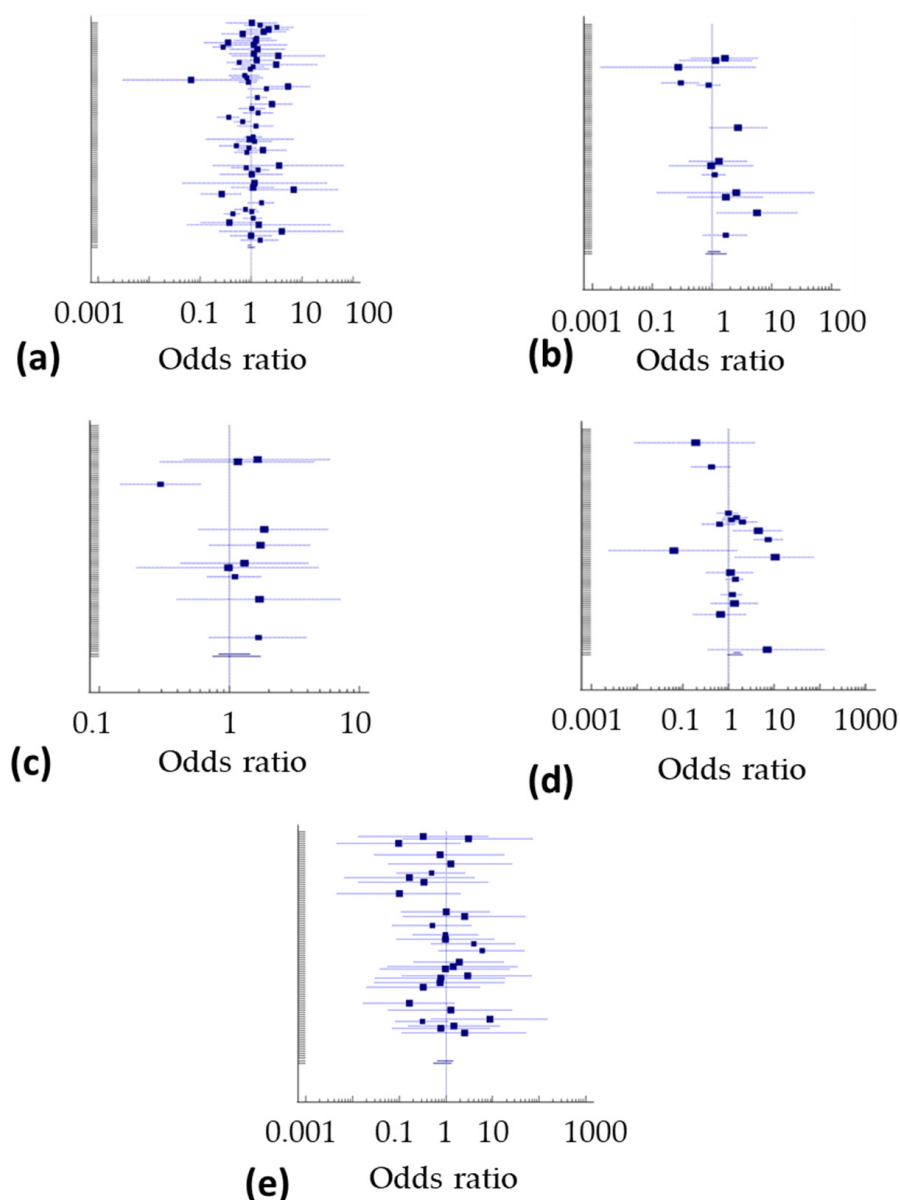 0.001 0.1 1 10 100
(a) Odds ratio
0.001 0.1 1 10 100
(b) Odds ratio
0.1 1 10
(c) Odds ratio
0.001 0.1 1 10 1000
(d) Odds ratio
0.001 0.1 1 10 1000
(e) Odds ratio